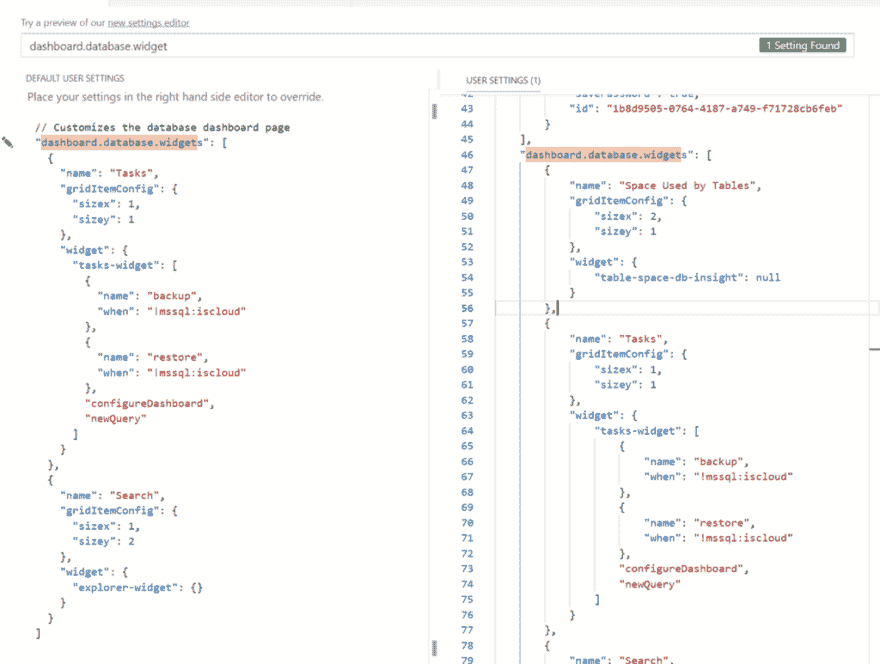 Try a preview of our new settings editor
dashboard.database.widget
1 Setting Found
DEFAULT USER SETTINGS
Place your settings in the right hand side editor to override.
// Customizes the database dashboard page
"dashboard.database.widgets": [
{
"name": "Tasks",
"gridItemConfig": {
"sizex": 1,
"sizey": 1
},
"widget": {
"tasks-widget": [
{
"name": "backup",
"when": "!mssql:iscloud"
},
{
"name": "restore",
"when": "!mssql:iscloud"
},
"configureDashboard",
"newQuery"
]
}
},
{
"name": "Search",
"gridItemConfig": {
"sizex": 1,
"sizey": 2
},
"widget": {
"explorer-widget": {}
}
}
]
USER SETTINGS (1)
43 "id": "1b8d9505-0764-4187-a749-f71728cb6feb"
44 }
45 ],
46 "dashboard.database.widgets": [
47 {
48 "name": "Space Used by Tables",
49 "gridItemConfig": {
50 "sizex": 2,
51 "sizey": 1
52 },
53 "widget": {
54 "table-space-db-insight": null
55 }
56 },
57 {
58 "name": "Tasks",
59 "gridItemConfig": {
60 "sizex": 1,
61 "sizey": 1
62 },
63 "widget": {
64 "tasks-widget": [
65 {
66 "name": "backup",
67 "when": "!mssql:iscloud"
68 },
69 {
70 "name": "restore",
71 "when": "!mssql:iscloud"
72 },
73 "configureDashboard",
74 "newQuery"
75 ]
76 }
77 },
78 {
79 "name": "Search",